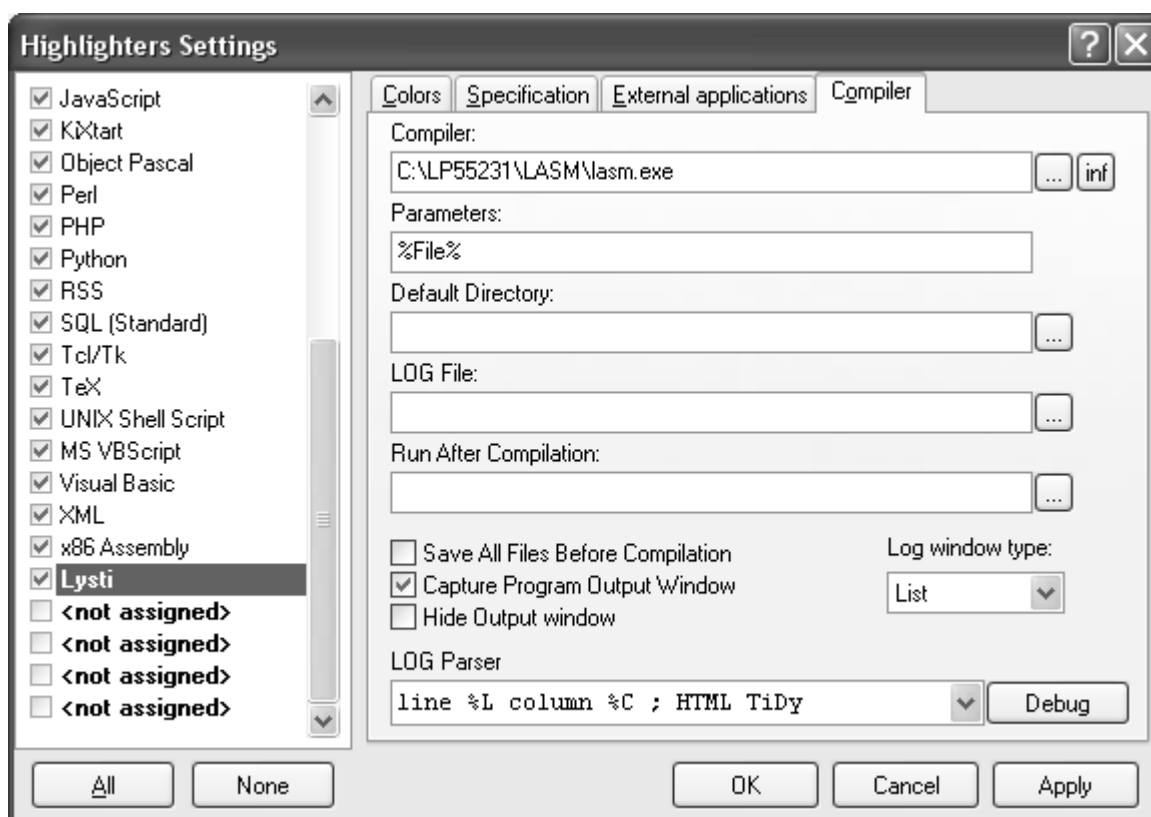 Highlighters Settings
JavaScript
KiXtart
Object Pascal
Perl
PHP
Python
RSS
SQL (Standard)
Tcl/Tk
TeX
UNIX Shell Script
MS VBScript
Visual Basic
XML
x86 Assembly
Lysti
<not assigned>
<not assigned>
<not assigned>
<not assigned>
All None
Colors Specification External applications Compiler
Compiler:
C:\LP55231\LASM\lasm.exe ... inf
Parameters:
%File%
Default Directory:
...
LOG File:
...
Run After Compilation:
...
Save All Files Before Compilation
Capture Program Output Window
Hide Output window
Log window type:
List
LOG Parser
line %L column %C ; HTML TiDy Debug
OK Cancel Apply